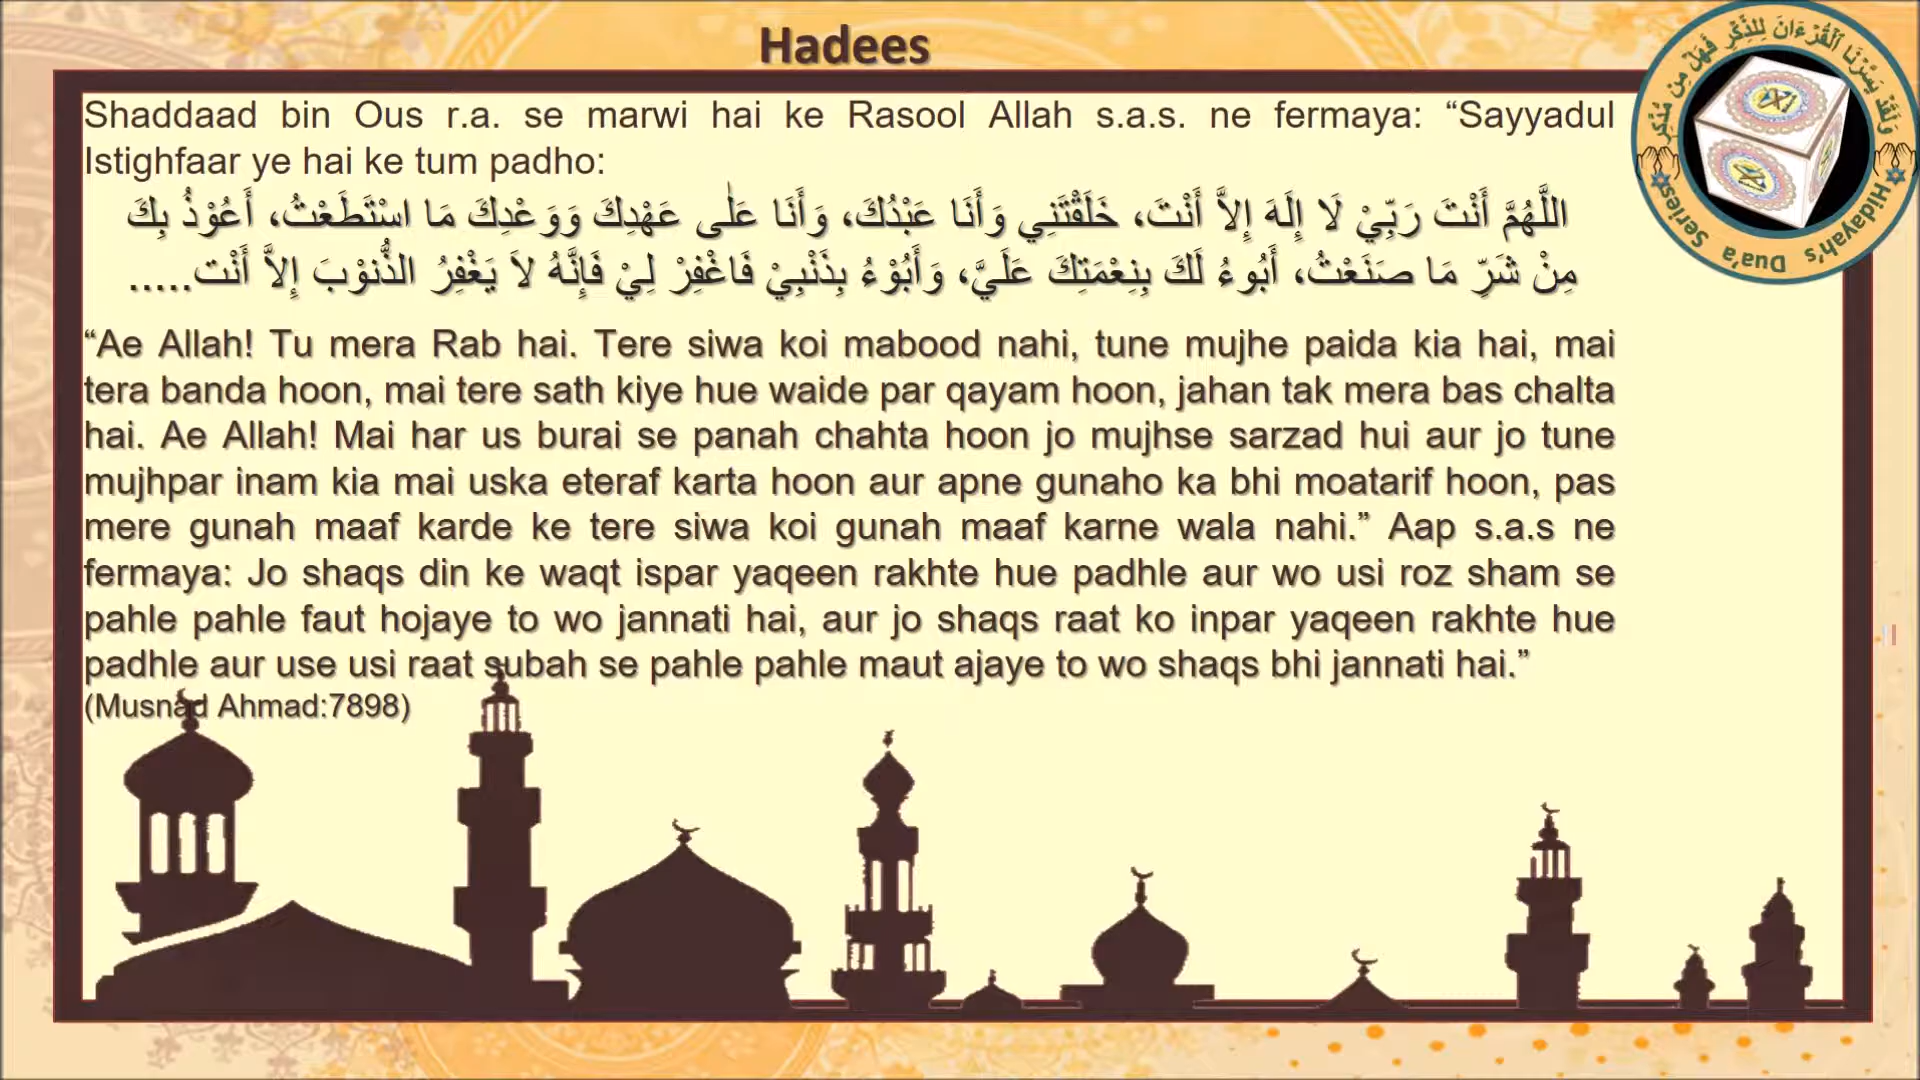 Hadees
Shaddaad bin Ous r.a. se marwi hai ke Rasool Allah s.a.s. ne fermaya: “Sayyadul
Istighfaar ye hai ke tum padho:
اللَّهُمَّ أَنْتَ رَبِّيْ لَا إِلَهَ إِلاَّ أَنْتَ، خَلَقْتَنِي وَأَنَا عَبْدُكَ، وَأَنَا عَلٰى عَهْدِكَ وَوَعْدِكَ مَا اسْتَطَعْتُ، أَعُوْذُ بِكَ
مِنْ شَرِّ مَا صَنَعْتُ، أَبُوءُ لَكَ بِنِعْمَتِكَ عَلَيَّ، وَأَبُوْءُ بِذَنْبِيْ فَاغْفِرْ لِيْ فَإِنَّهُ لاَ يَغْفِرُ الذُّنوْبَ إِلاَّ أَنْت.....
“Ae Allah! Tu mera Rab hai. Tere siwa koi mabood nahi, tune mujhe paida kia hai, mai
tera banda hoon, mai tere sath kiye hue waide par qayam hoon, jahan tak mera bas chalta
hai. Ae Allah! Mai har us burai se panah chahta hoon jo mujhse sarzad hui aur jo tune
mujhpar inam kia mai uska eteraf karta hoon aur apne gunaho ka bhi moatarif hoon, pas
mere gunah maaf karde ke tere siwa koi gunah maaf karne wala nahi.” Aap s.a.s ne
fermaya: Jo shaqs din ke waqt ispar yaqeen rakhte hue padhle aur wo usi roz sham se
pahle pahle faut hojaye to wo jannati hai, aur jo shaqs raat ko inpar yaqeen rakhte hue
padhle aur use usi raat subah se pahle pahle maut ajaye to wo shaqs bhi jannati hai.”
(Musnad Ahmad:7898)
وَلَقَدْ يَسَّرْنَا ٱلْقُرْءَانَ لِلذِّكْرِ فَهَلْ مِن مُّدَّكِرٍ
Hidayah's Dua'a Series